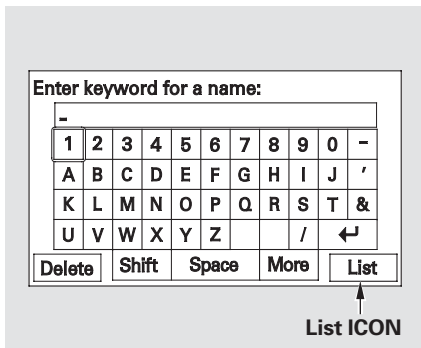 Enter keyword for a name:
-
1 2 3 4 5 6 7 8 9 0 -
A B C D E F G H I J ′
K L M N O P Q R S T &
U V W X Y Z / ↵
Delete Shift Space More List
List ICON